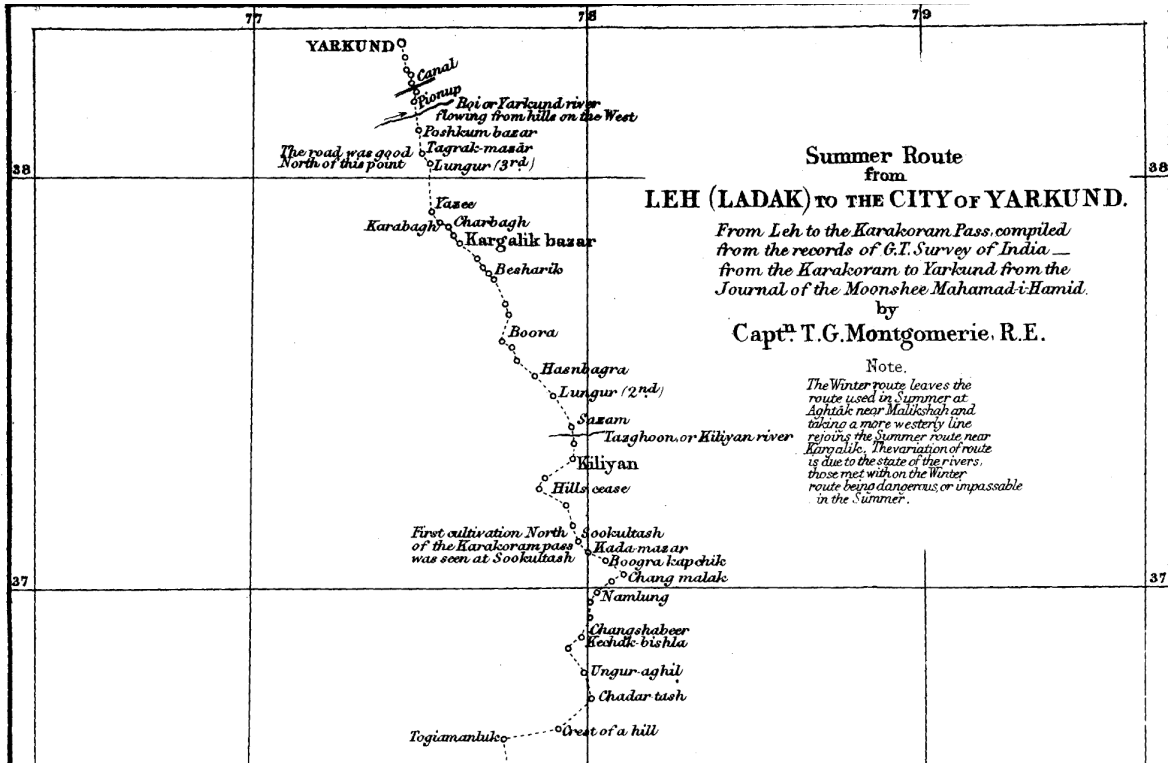 77 78 79
YARKUND
Canal
Pionup
Boi or Yarkund river
flowing from hills on the West
Poshkum bazar
Tagrak-mazār
The road was good
North of this point
Lungur (3rd)
38 38
Summer Route
from
LEH (LADAK) TO THE CITY OF YARKUND.
From Leh to the Karakoram Pass, compiled
from the records of G.T. Survey of India —
from the Karakoram to Yarkund from the
Journal of the Moonshee Mahamad-i-Hamid.
by
Captn. T.G. Montgomerie, R.E.
Note.
The Winter route leaves the
route used in Summer at
Aghtāk near Malikshah and
taking a more westerly line
rejoins the Summer route near
Kargalik. The variation of route
is due to the state of the rivers,
those met with on the Winter
route being dangerous, or impassable
in the Summer.
Yazee
Karabagh
Charbagh
Kargalik bazar
Besharik
Boora
Hasnbagra
Lungur (2nd)
Sazam
Tazghoon, or Kiliyan river
Kiliyan
Hills cease
First cultivation North
of the Karakoram pass
was seen at Sookultash
Sookultash
Kada-mazar
Boogra kapchik
Chang malak
37 37
Namlung
Changshabeer
Kechak-bishla
Ungur-aghil
Chadar tash
Crest of a hill
Togiamanluk